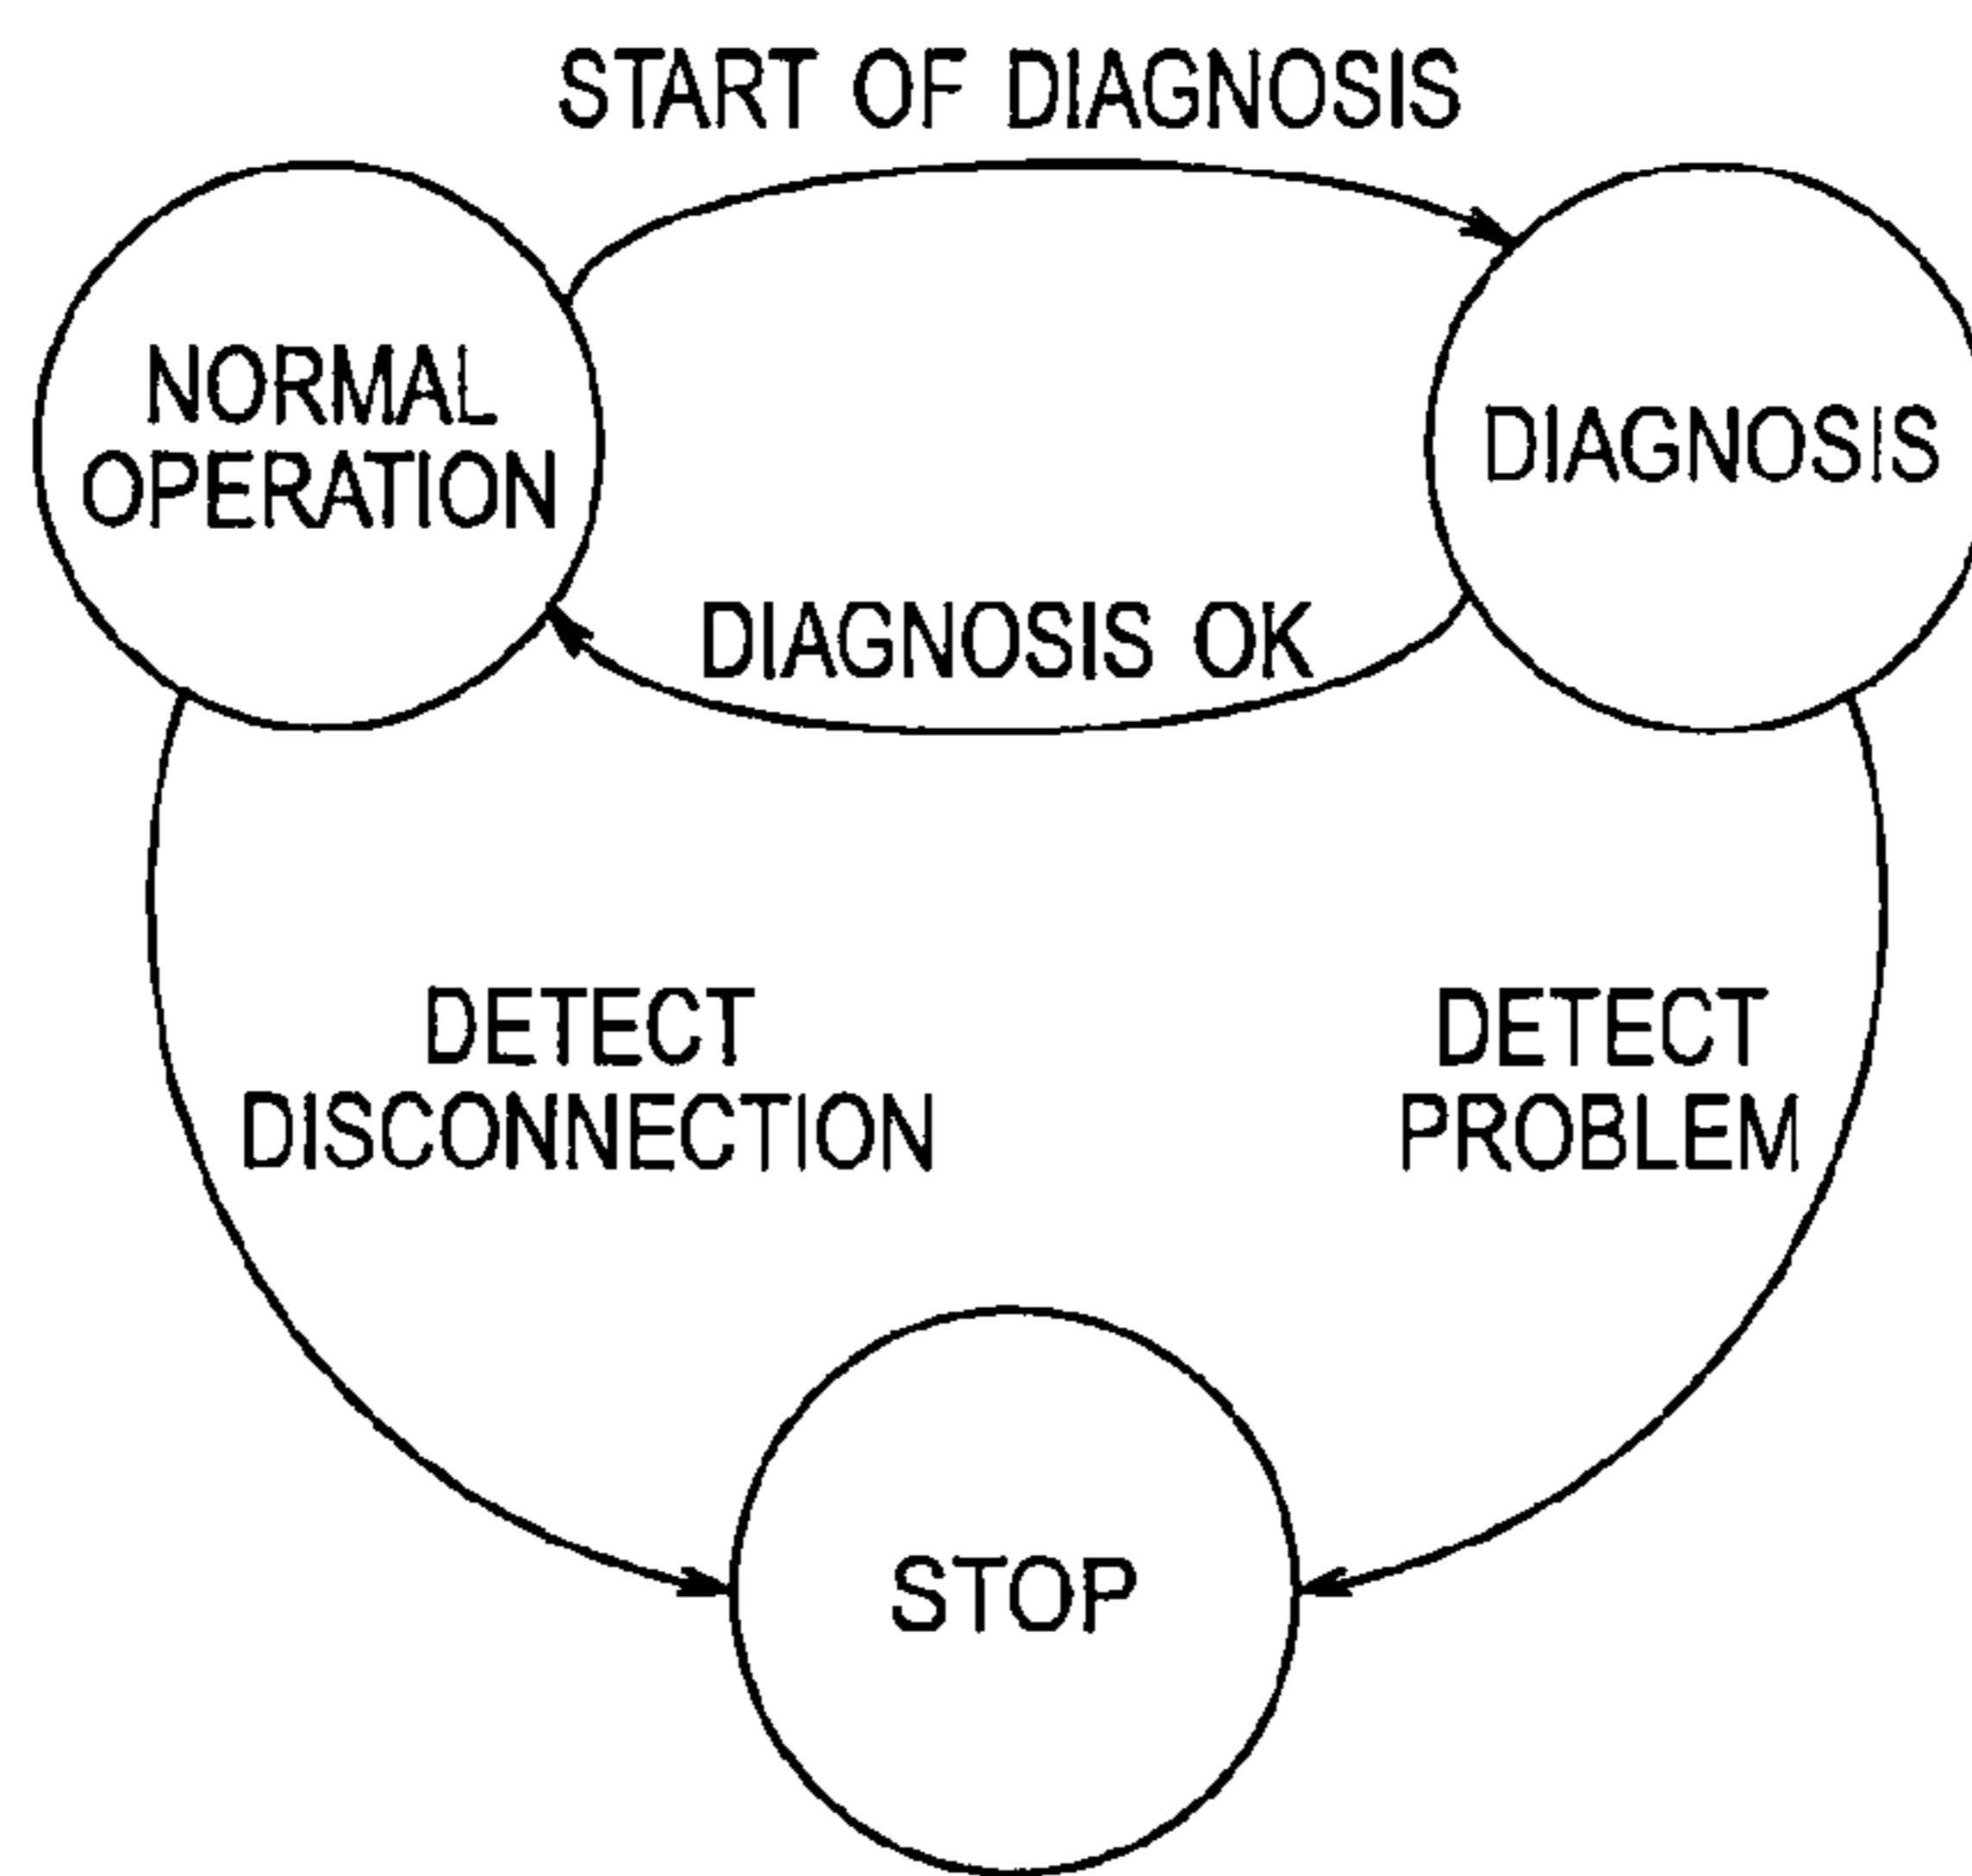 START OF DIAGNOSIS
NORMAL
OPERATION
DIAGNOSIS
DIAGNOSIS OK
DETECT
DISCONNECTION
DETECT
PROBLEM
STOP